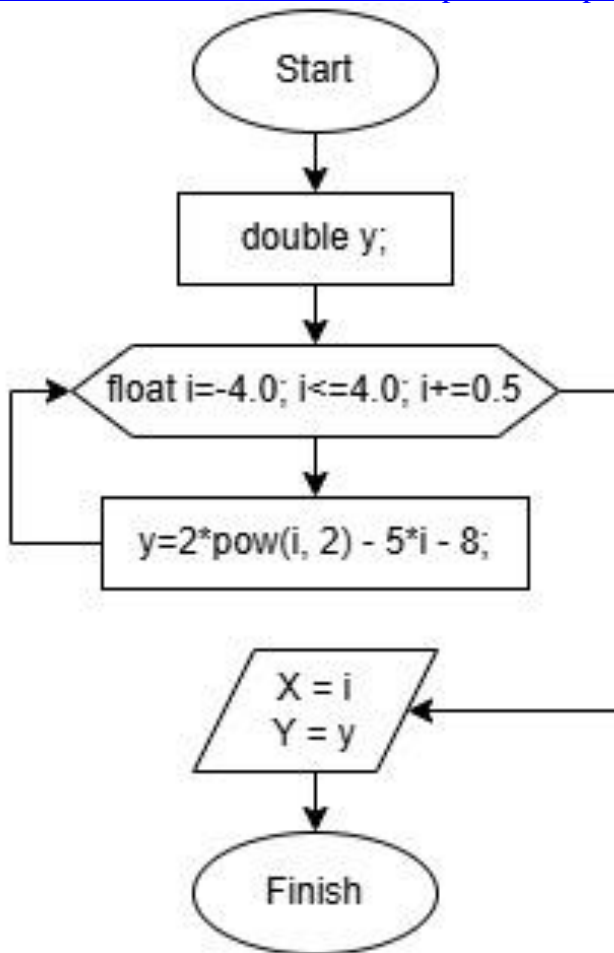 Start
double y;
float i=-4.0; i<=4.0; i+=0.5
y=2*pow(i, 2) - 5*i - 8;
X = i
Y = y
Finish